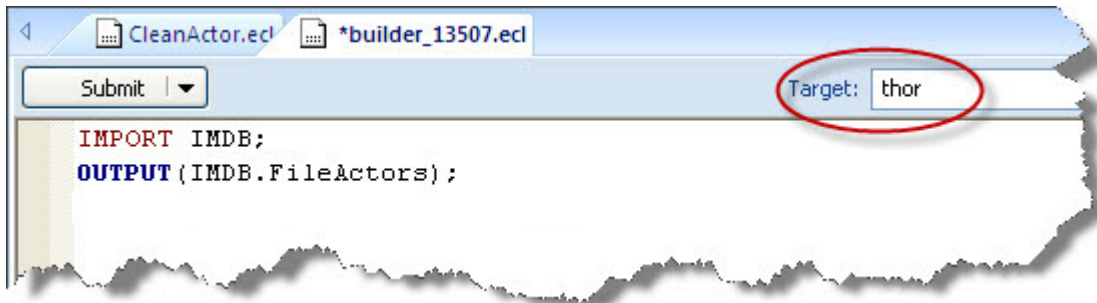 CleanActor.ecl *builder_13507.ecl
Submit Target: thor
IMPORT IMDB;
OUTPUT(IMDB.FileActors);